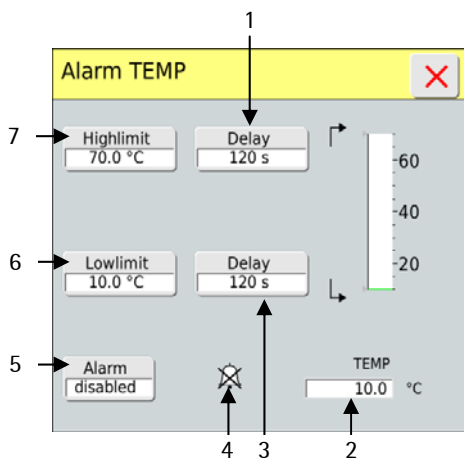 1
Alarm TEMP
7 Highlimit Delay
70.0 °C 120 s
60
40
6 Lowlimit Delay 20
10.0 °C 120 s
5 Alarm TEMP
disabled 10.0 °C
4 3 2